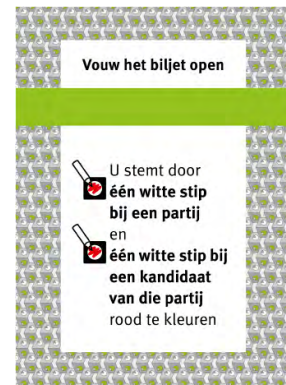 Vouw het biljet open
U stemt door
één witte stip
bij een partij
en
één witte stip bij
een kandidaat
van die partij
rood te kleuren